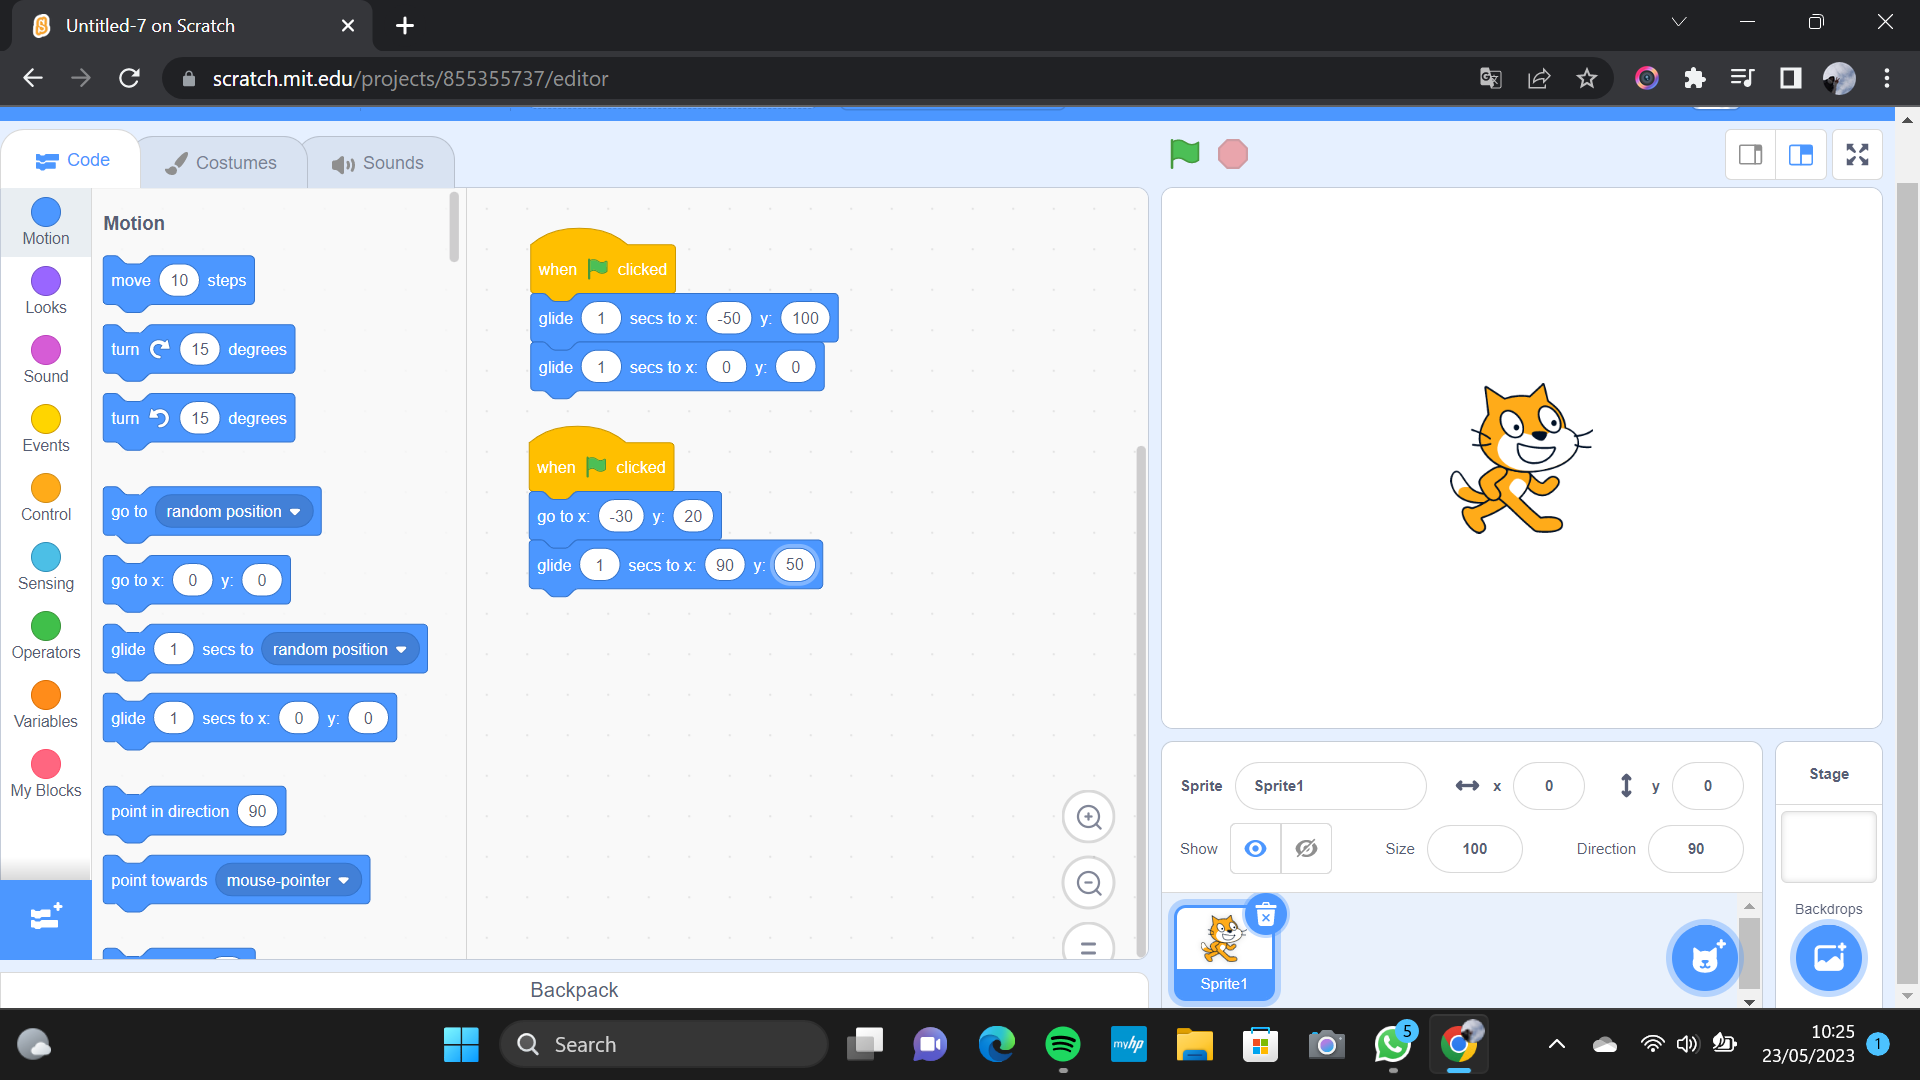 Untitled-7 on Scratch
scratch.mit.edu/projects/855355737/editor
Code
Costumes
Sounds
Motion
Looks
Sound
Events
Control
Sensing
Operators
Variables
My Blocks
Motion
move 10 steps
turn 15 degrees
turn 15 degrees
go to random position
go to x: 0 y: 0
glide 1 secs to random position
glide 1 secs to x: 0 y: 0
point in direction 90
point towards mouse-pointer
when clicked
glide 1 secs to x: -50 y: 100
glide 1 secs to x: 0 y: 0
when clicked
go to x: -30 y: 20
glide 1 secs to x: 90 y: 50
Backpack
Sprite Sprite1 x 0 y 0
Show Size 100 Direction 90
Sprite1
Stage
Backdrops
Search
myhp
5
10:25
23/05/2023
1